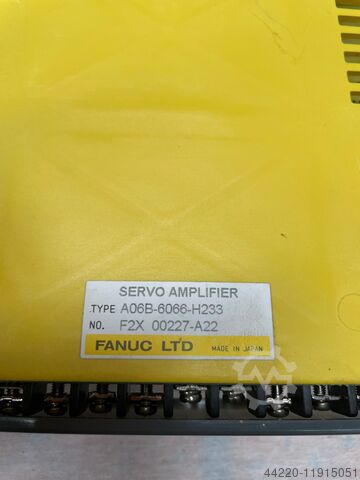 SERVO AMPLIFIER
TYPE A06B-6066-H233
NO. F2X 00227-A22
FANUC LTD MADE IN JAPAN
44220-11915051